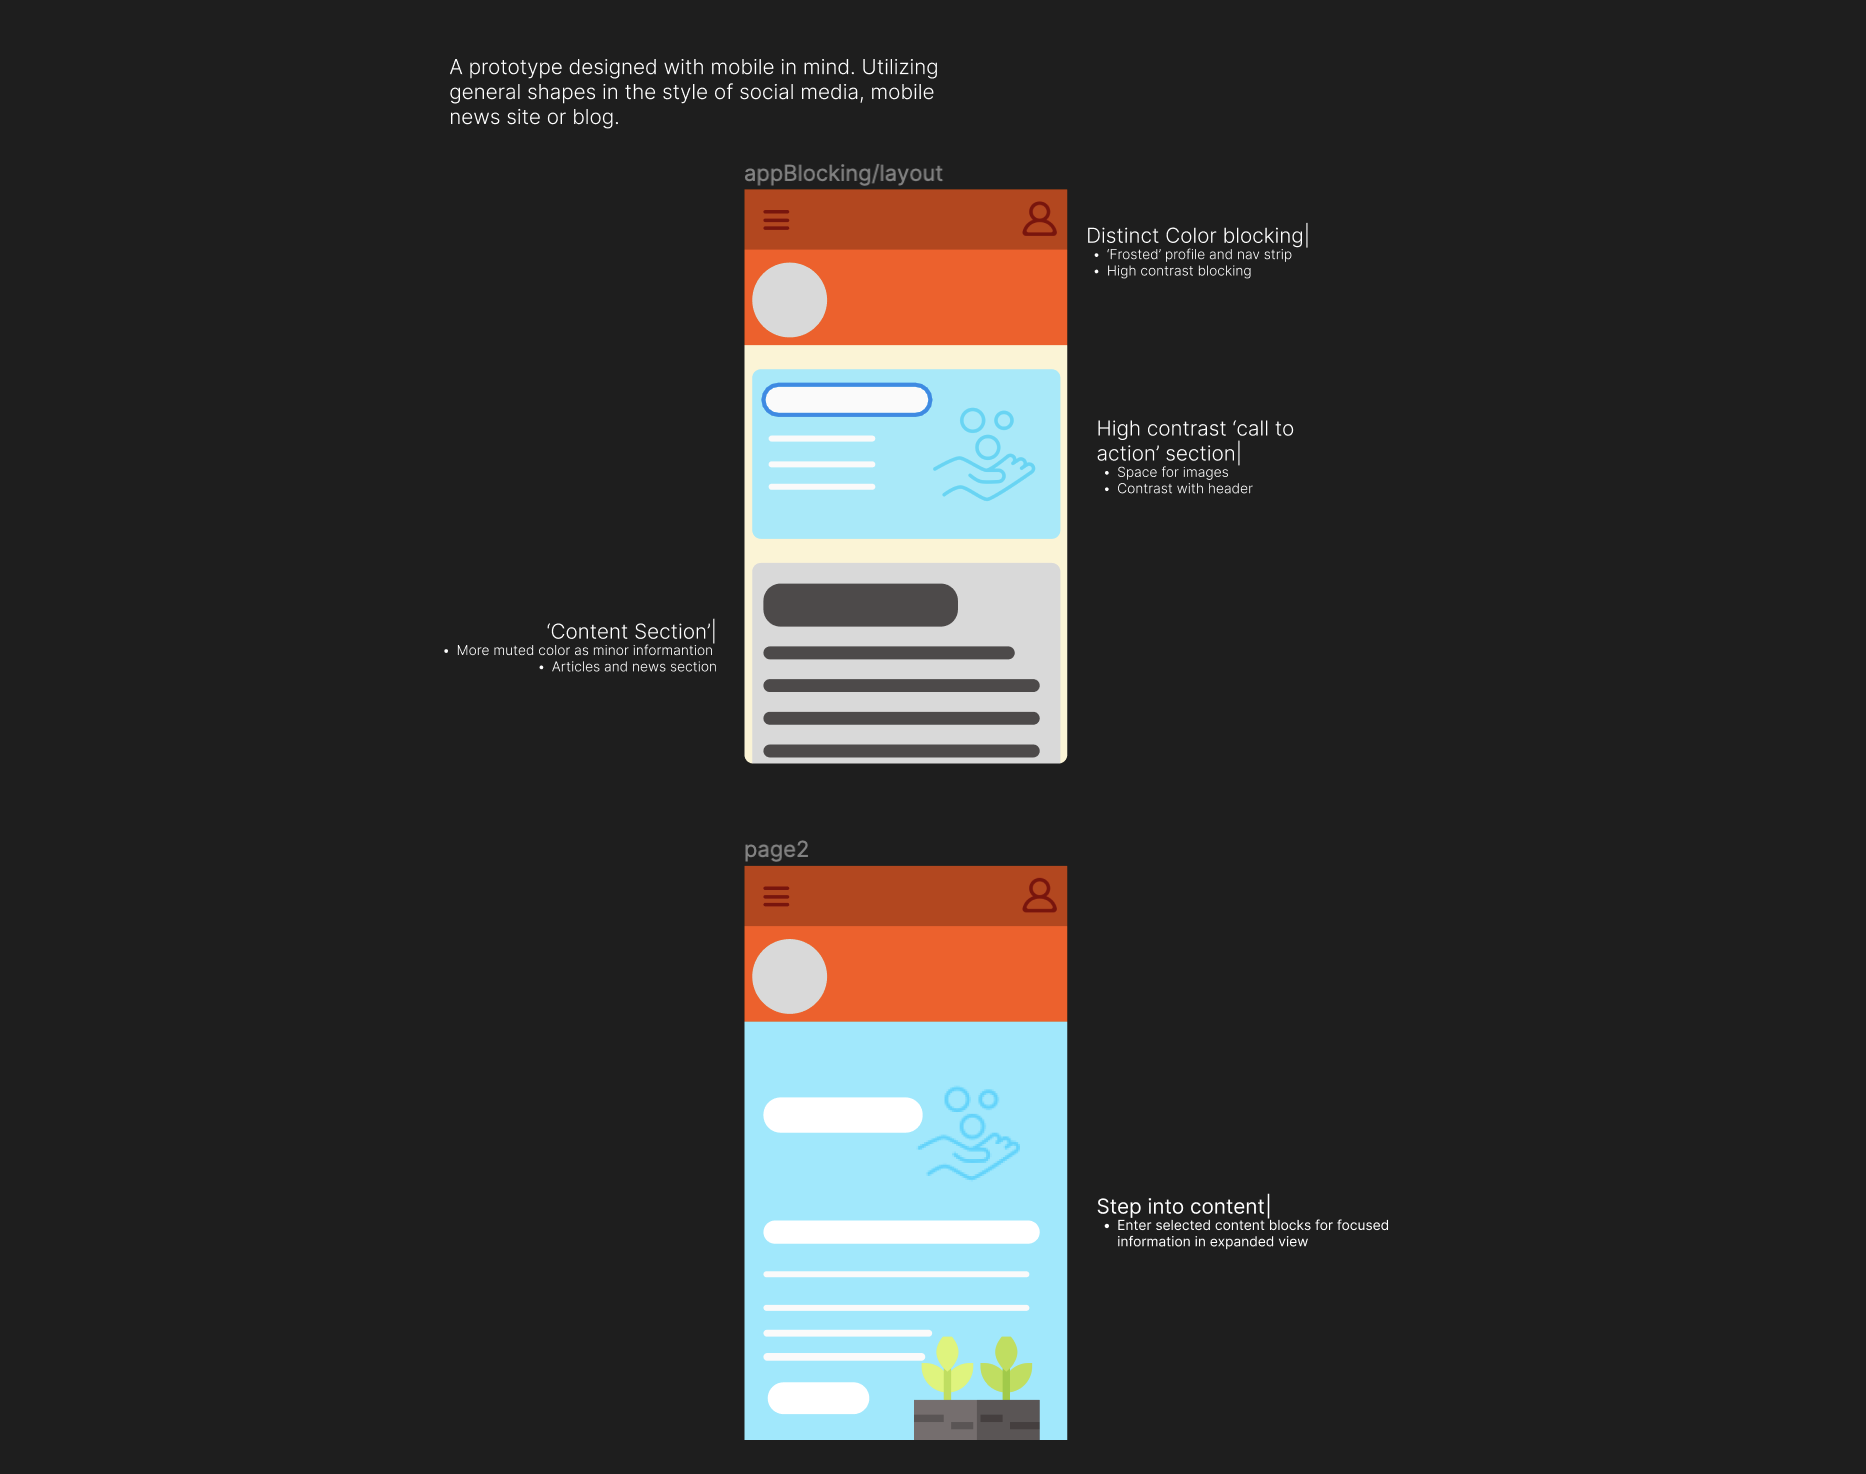 A prototype designed with mobile in mind. Utilizing
general shapes in the style of social media, mobile
news site or blog.
appBlocking/layout
Distinct Color blocking|
• ‘Frosted’ profile and nav strip
• High contrast blocking
High contrast ‘call to
action’ section|
• Space for images
• Contrast with header
‘Content Section’|
• More muted color as minor informantion
• Articles and news section
page2
Step into content|
• Enter selected content blocks for focused
information in expanded view